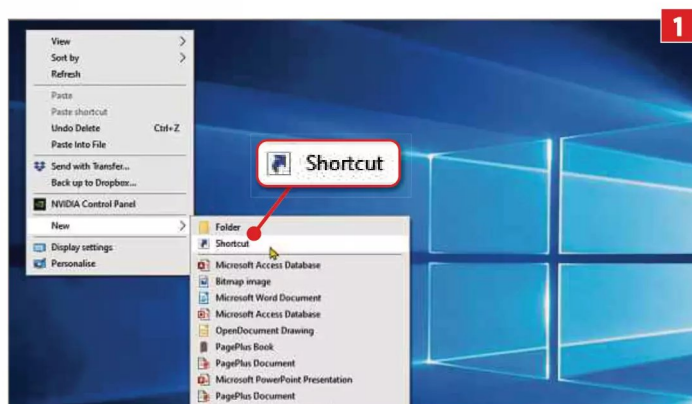 1
View
Sort by
Refresh
Paste
Paste shortcut
Undo Delete Ctrl+Z
Paste Into File
Send with Transfer...
Back up to Dropbox...
NVIDIA Control Panel
New
Display settings
Personalise
Shortcut
Folder
Shortcut
Microsoft Access Database
Bitmap image
Microsoft Word Document
Microsoft Access Database
OpenDocument Drawing
PagePlus Book
PagePlus Document
Microsoft PowerPoint Presentation
PagePlus Document